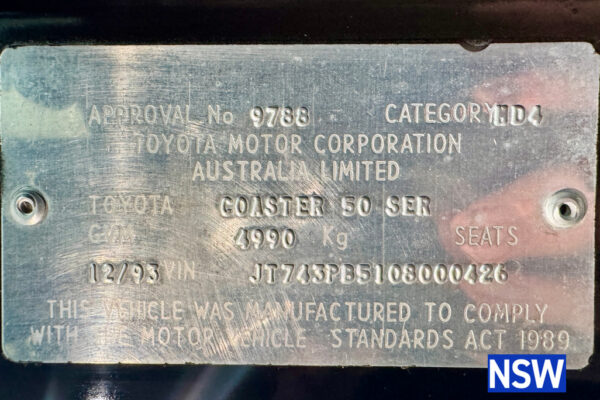 APPROVAL No 9788 CATEGORY MD4
TOYOTA MOTOR CORPORATION
AUSTRALIA LIMITED
TOYOTA COASTER 50 SER
GVM 4990 Kg SEATS
12/93 VIN JT743PB5108000426
THIS VEHICLE WAS MANUFACTURED TO COMPLY
WITH THE MOTOR VEHICLE STANDARDS ACT 1989
NSW